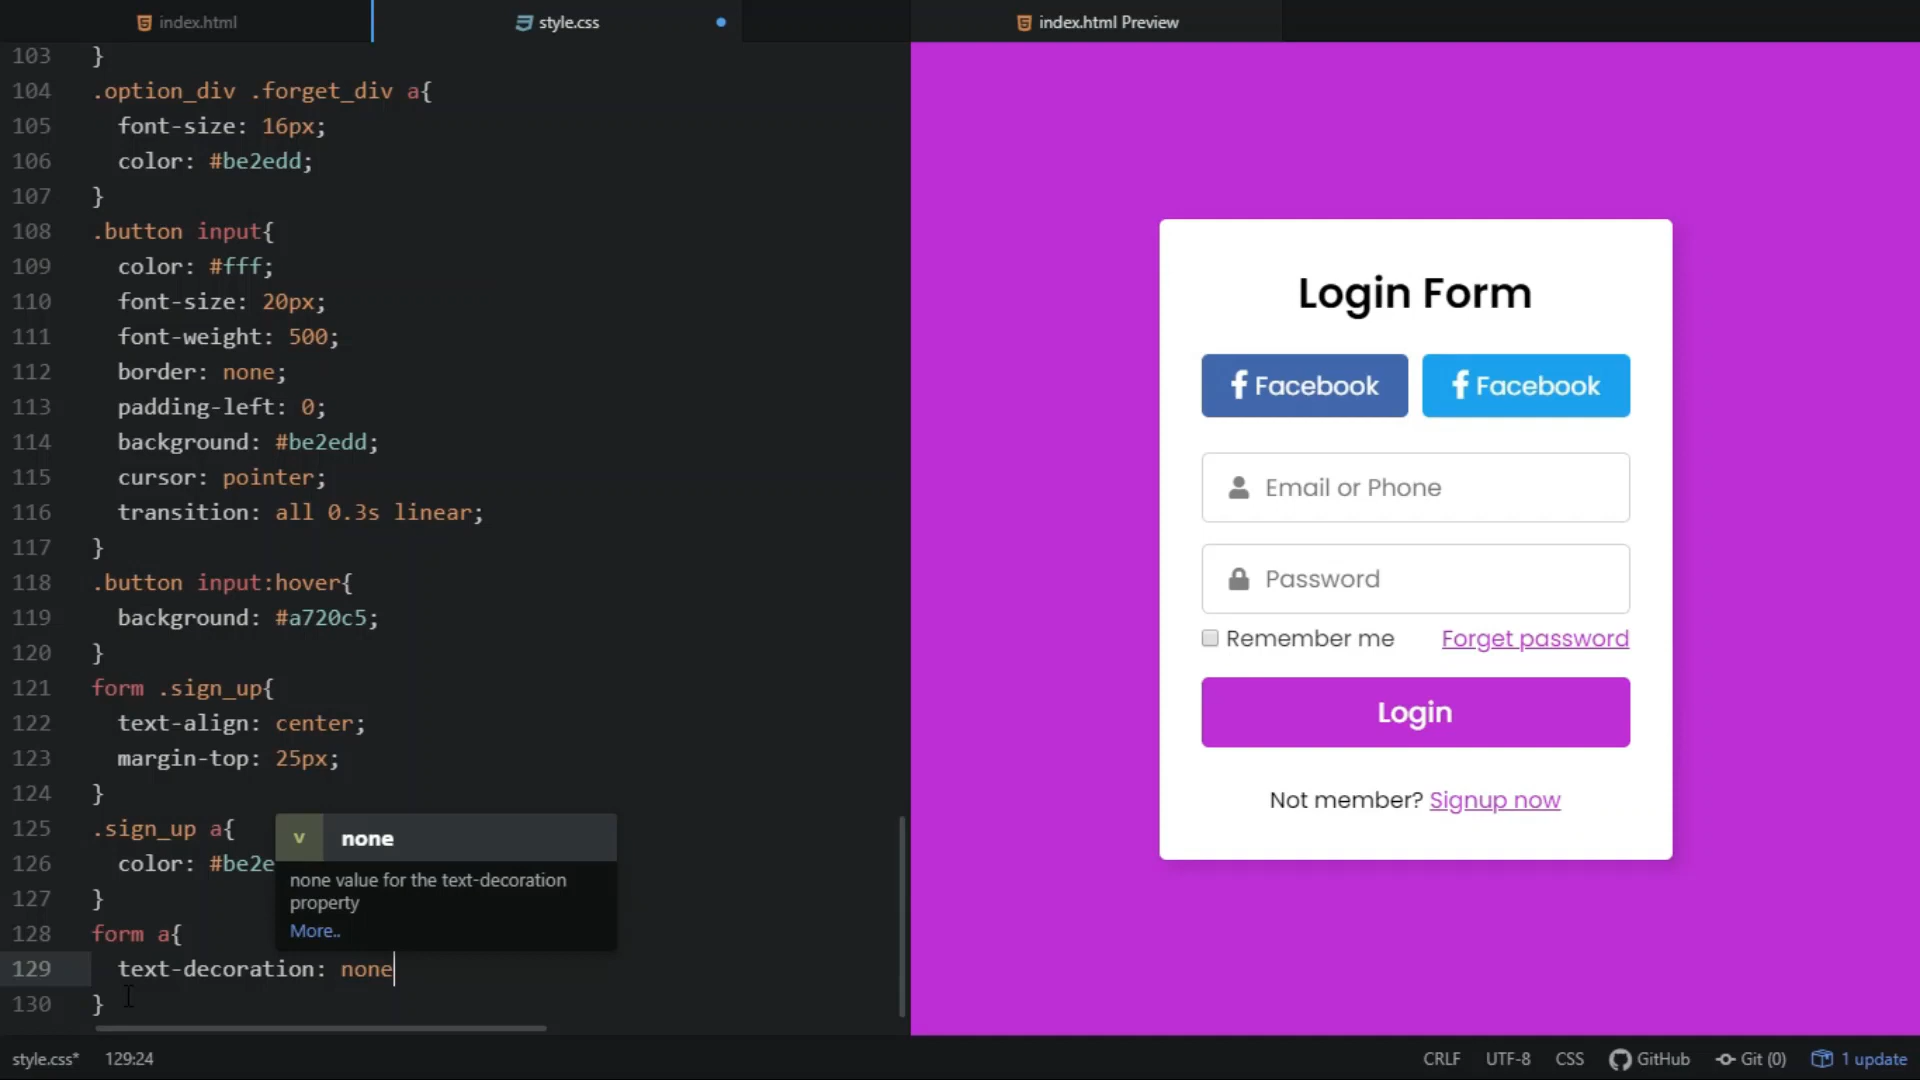 index.html
style.css
index.html Preview
103 }
104 .option_div .forget_div a{
105 font-size: 16px;
106 color: #be2edd;
107 }
108 .button input{
109 color: #fff;
110 font-size: 20px;
111 font-weight: 500;
112 border: none;
113 padding-left: 0;
114 background: #be2edd;
115 cursor: pointer;
116 transition: all 0.3s linear;
117 }
118 .button input:hover{
119 background: #a720c5;
120 }
121 form .sign_up{
122 text-align: center;
123 margin-top: 25px;
124 }
125 .sign_up a{
126 color: #be2e
127 }
128 form a{
129 text-decoration: none
130 }
v none
none value for the text-decoration
property
More..
Login Form
Facebook Facebook
Email or Phone
Password
Remember me Forget password
Login
Not member? Signup now
style.css* 129:24
CRLF UTF-8 CSS GitHub Git (0) 1 update